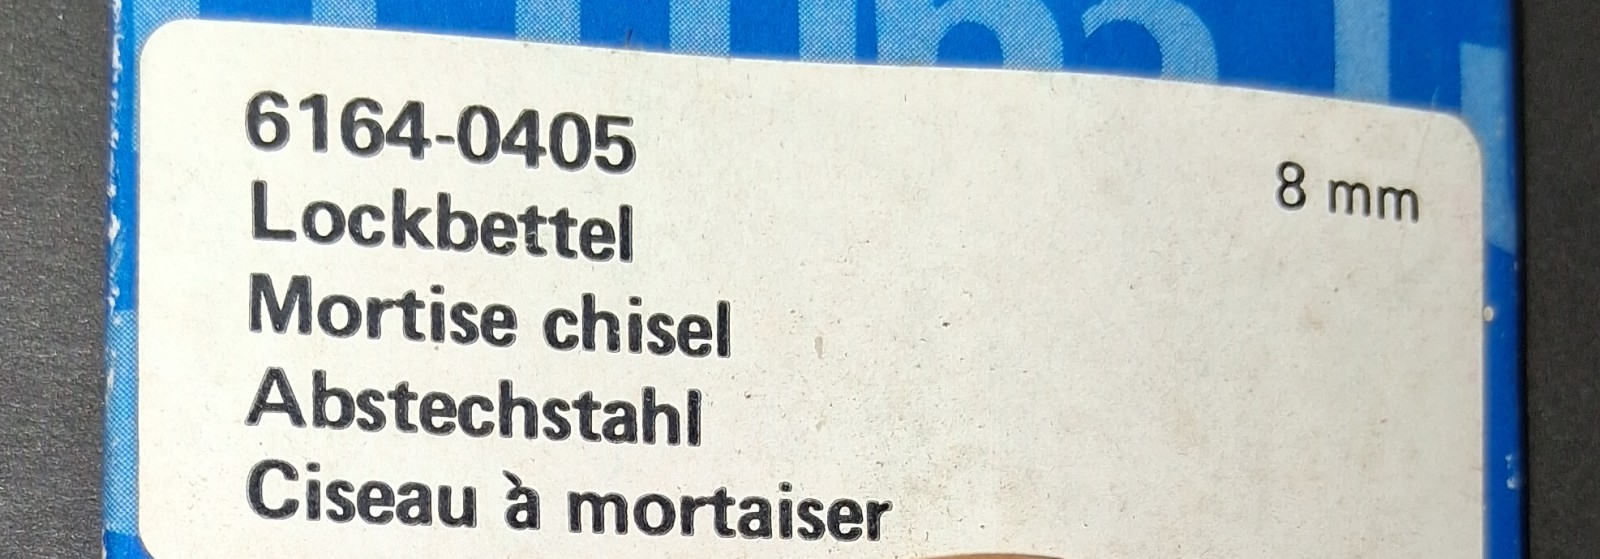 6164-0405
8 mm
Lockbettel
Mortise chisel
Abstechstahl
Ciseau à mortaiser